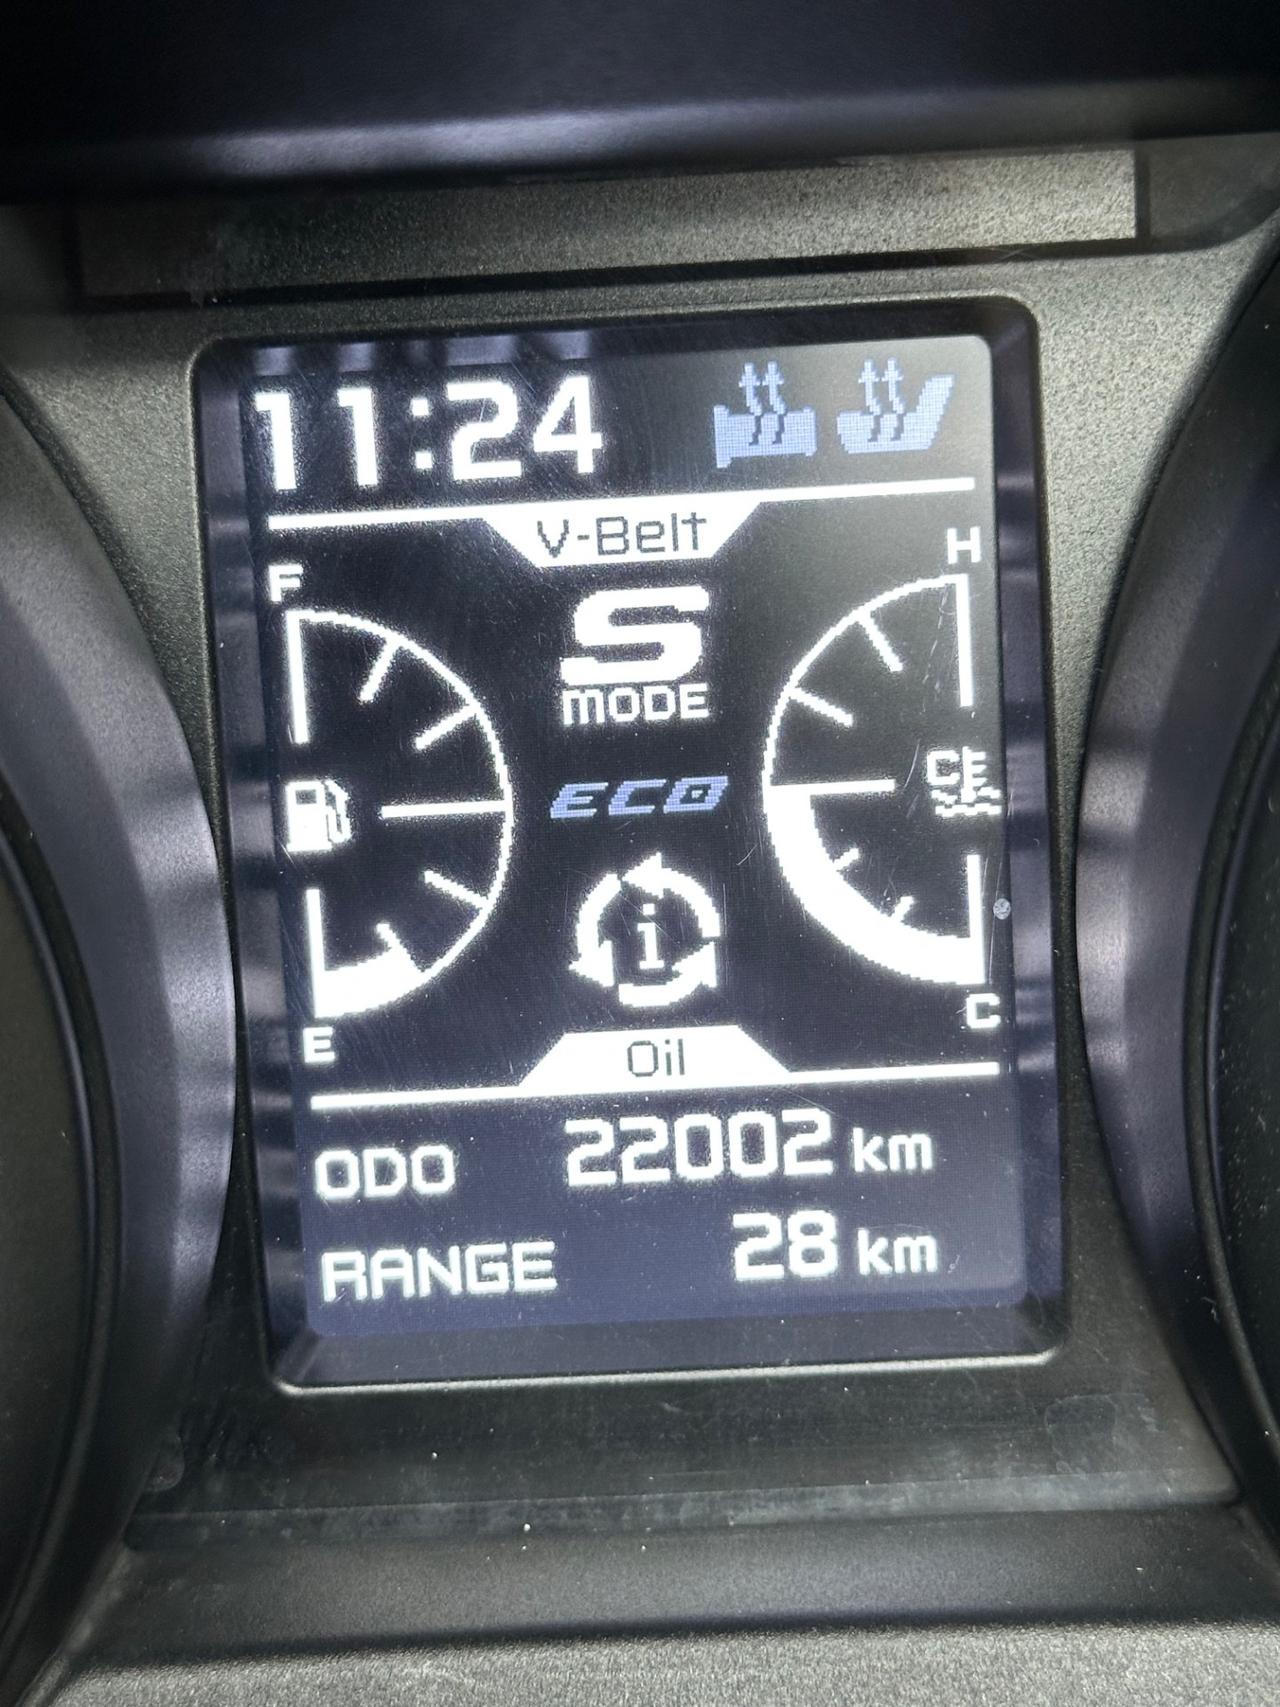 11:24
V-Belt
F
H
S
MODE
ECO
i
E
C
Oil
ODO 22002 km
RANGE 28 km